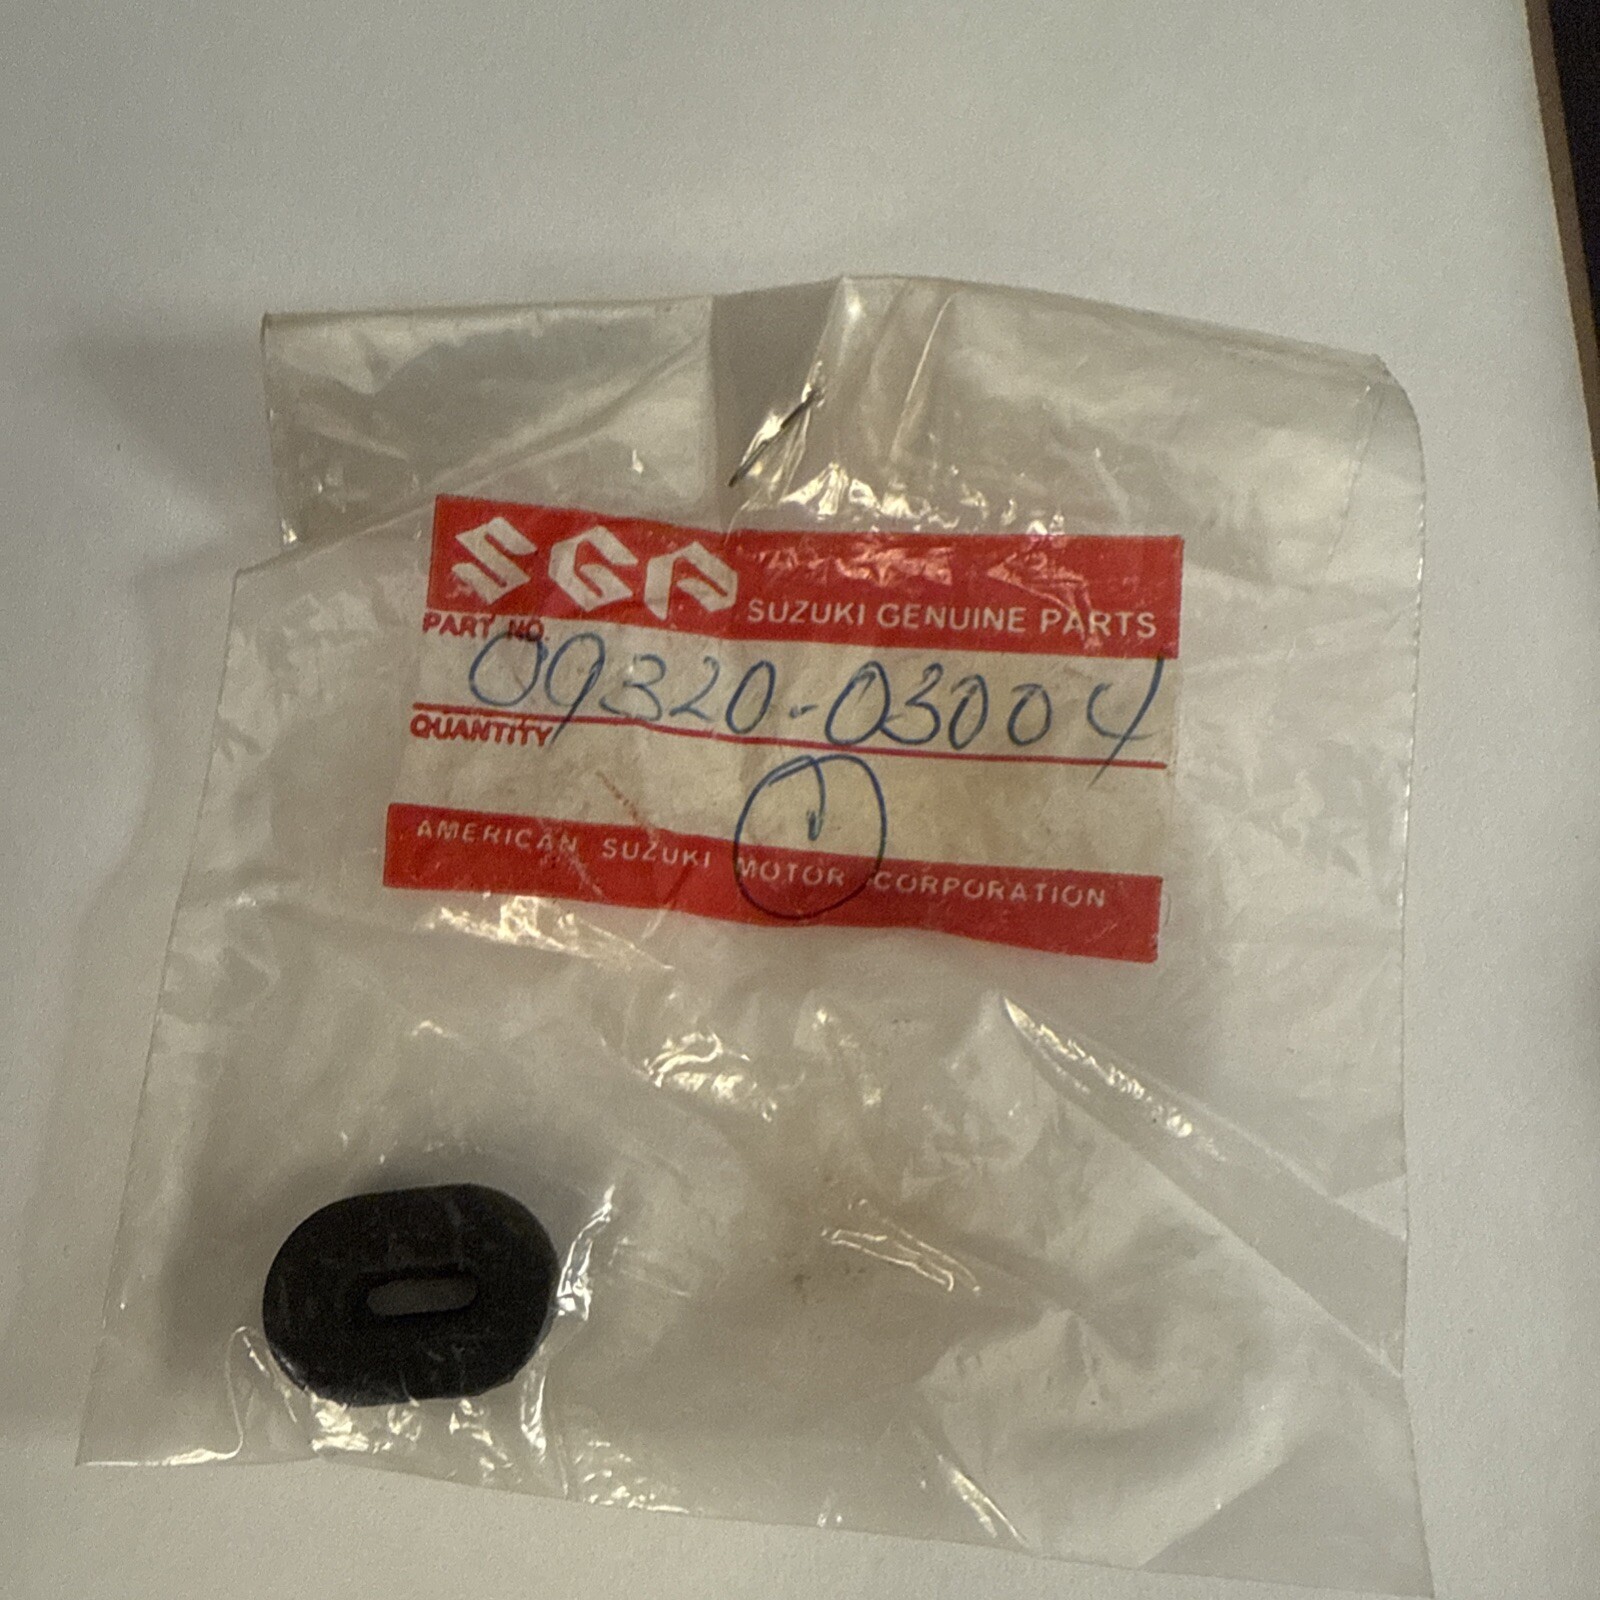 SGP SUZUKI GENUINE PARTS
PART NO.
09320-03004
QUANTITY
1
AMERICAN SUZUKI MOTOR CORPORATION